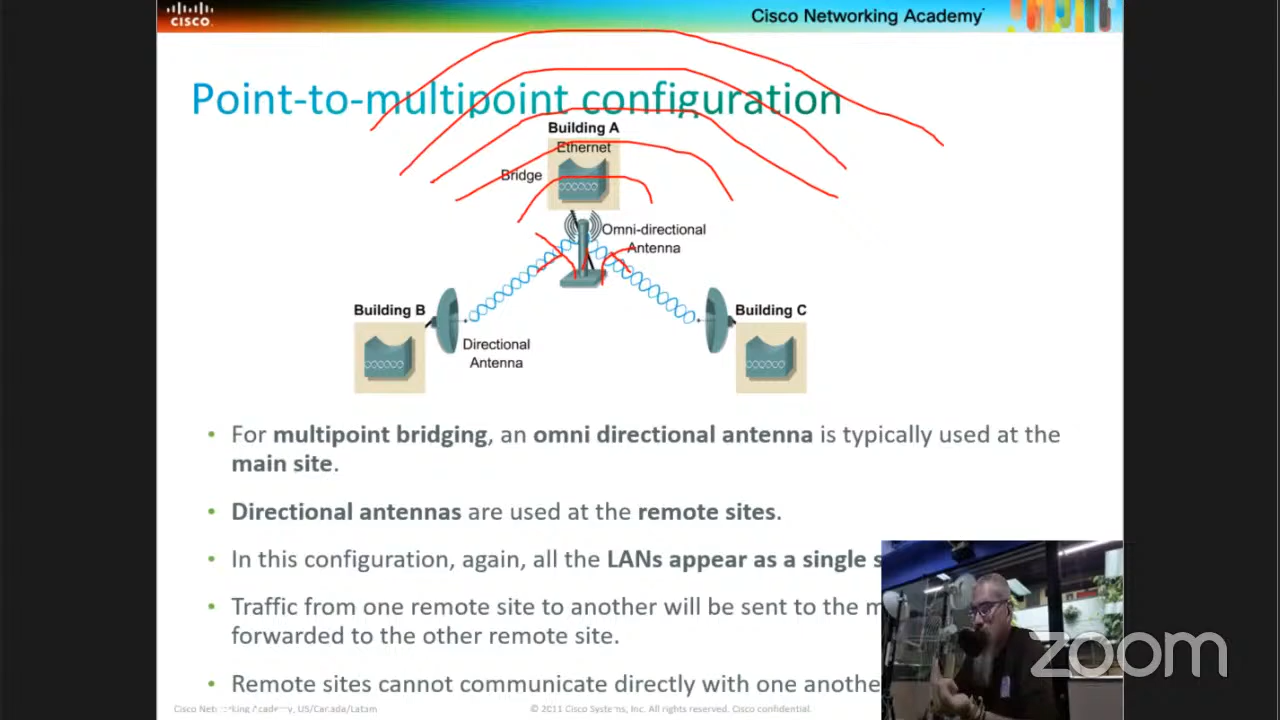 CISCO.
Cisco Networking Academy
Point-to-multipoint configuration
Building A
Ethernet
Bridge
Omni-directional
Antenna
Building B
Building C
Directional
Antenna
• For multipoint bridging, an omni directional antenna is typically used at the
main site.
• Directional antennas are used at the remote sites.
• In this configuration, again, all the LANs appear as a single s
• Traffic from one remote site to another will be sent to the m
forwarded to the other remote site.
• Remote sites cannot communicate directly with one anothe
zoom
Cisco Networking Academy, US/Canada/Latam
© 2011 Cisco Systems, Inc. All rights reserved. Cisco confidential.